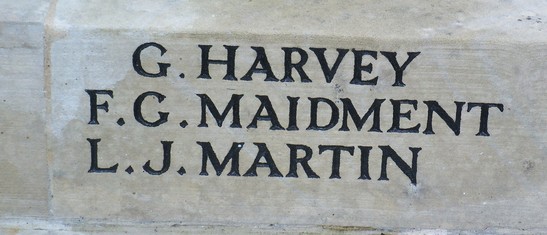 G. HARVEY
F.G. MAIDMENT
L.J. MARTIN